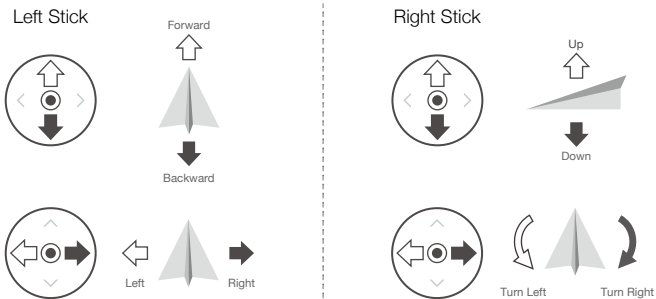 Left Stick
Forward
Backward
Left
Right
Right Stick
Up
Down
Turn Left
Turn Right